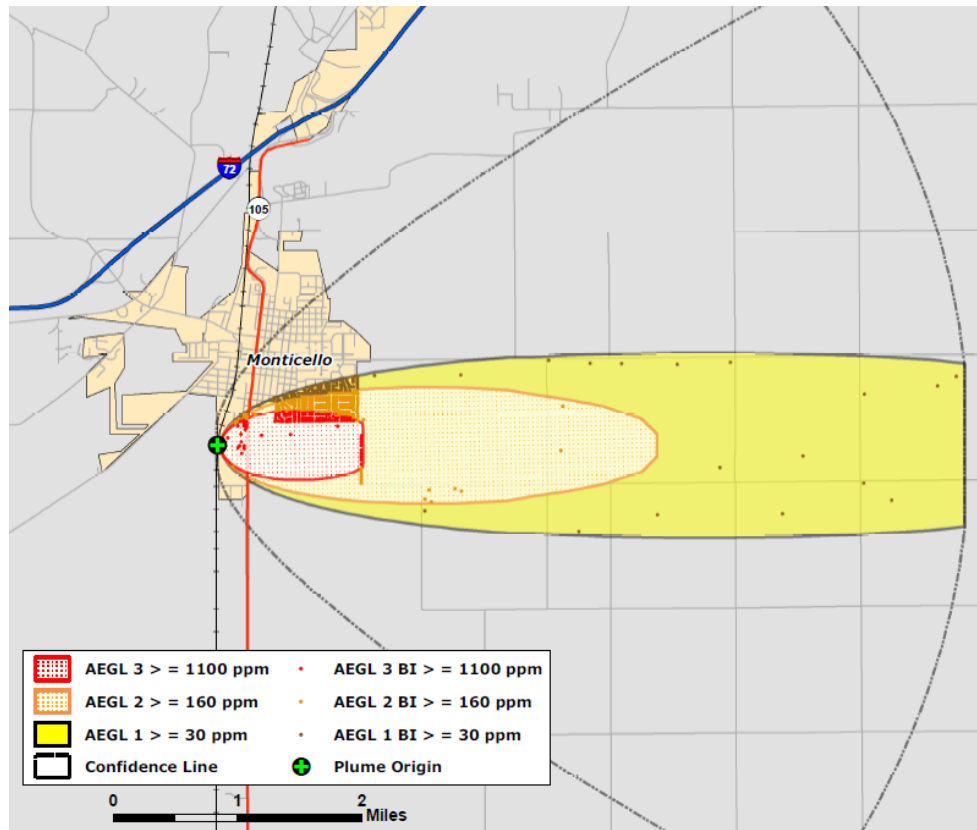 72
105
Monticello
AEGL 3 > = 1100 ppm
AEGL 3 BI > = 1100 ppm
AEGL 2 > = 160 ppm
AEGL 2 BI > = 160 ppm
AEGL 1 > = 30 ppm
AEGL 1 BI > = 30 ppm
Confidence Line
Plume Origin
0 1 2
Miles